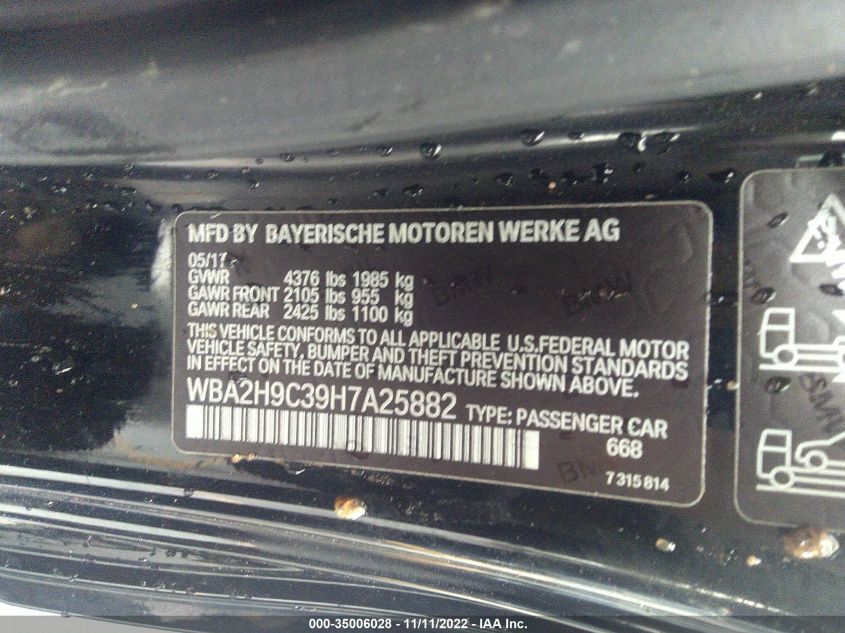 MFD BY BAYERISCHE MOTOREN WERKE AG
05/17
GVWR 4376 lbs 1985 kg
GAWR FRONT 2105 lbs 955 kg
GAWR REAR 2425 lbs 1100 kg
THIS VEHICLE CONFORMS TO ALL APPLICABLE U.S.FEDERAL MOTOR
VEHICLE SAFETY, BUMPER AND THEFT PREVENTION STANDARDS
IN EFFECT ON THE DATE OF MANUFACTURE SHOWN ABOVE.
WBA2H9C39H7A25882 TYPE: PASSENGER CAR
668
7 315 814
000-35006028 - 11/11/2022 - IAA Inc.